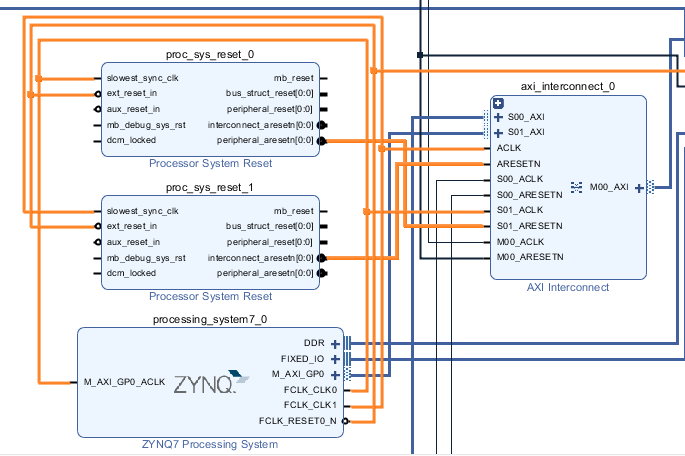 proc_sys_reset_0
slowest_sync_clk mb_reset
ext_reset_in bus_struct_reset[0:0]
aux_reset_in peripheral_reset[0:0]
mb_debug_sys_rst interconnect_aresetn[0:0]
dcm_locked peripheral_aresetn[0:0]
Processor System Reset
axi_interconnect_0
S00_AXI
S01_AXI
ACLK
ARESETN
S00_ACLK
S00_ARESETN
S01_ACLK
S01_ARESETN
M00_ACLK
M00_ARESETN
M00_AXI
AXI Interconnect
proc_sys_reset_1
slowest_sync_clk mb_reset
ext_reset_in bus_struct_reset[0:0]
aux_reset_in peripheral_reset[0:0]
mb_debug_sys_rst interconnect_aresetn[0:0]
dcm_locked peripheral_aresetn[0:0]
Processor System Reset
processing_system7_0
DDR
FIXED_IO
M_AXI_GP0
M_AXI_GP0_ACLK ZYNQ
FCLK_CLK0
FCLK_CLK1
FCLK_RESET0_N
ZYNQ7 Processing System